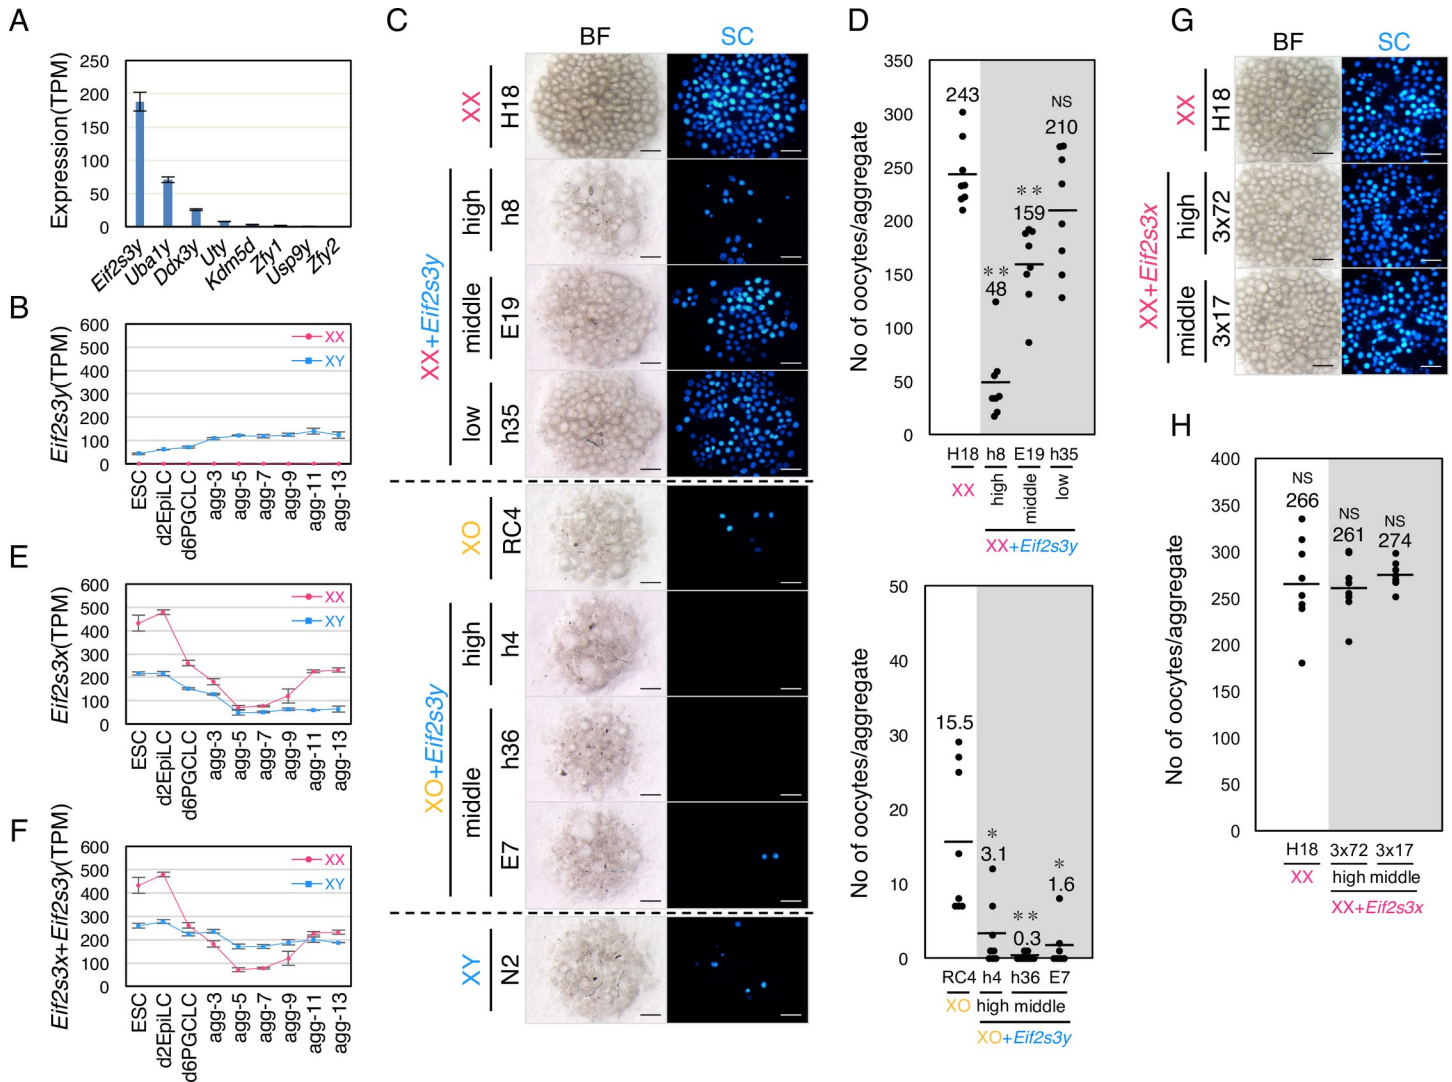 A
Expression(TPM)
250
200
150
100
50
0
Eif2s3y
Uba1y
Ddx3y
Uty
Kdm5d
Zfy1
Usp9y
Zfy2
B
Eif2s3y(TPM)
600
500
400
300
200
100
0
XX
XY
ESC
d2EpiLC
d6PGCLC
agg-3
agg-5
agg-7
agg-9
agg-11
agg-13
E
Eif2s3x(TPM)
600
500
400
300
200
100
0
XX
XY
ESC
d2EpiLC
d6PGCLC
agg-3
agg-5
agg-7
agg-9
agg-11
agg-13
F
Eif2s3x+Eif2s3y(TPM)
600
500
400
300
200
100
0
XX
XY
ESC
d2EpiLC
d6PGCLC
agg-3
agg-5
agg-7
agg-9
agg-11
agg-13
C
BF
SC
XX
H18
XX+Eif2s3y
high
h8
middle
E19
low
h35
XO
RC4
XO+Eif2s3y
high
h4
middle
h36
E7
XY
N2
D
No of oocytes/aggregate
350
300
250
200
150
100
50
0
243
**
48
**
159
NS
210
H18
h8
E19
h35
XX
high
middle
low
XX+Eif2s3y
No of oocytes/aggregate
50
40
30
20
10
0
15.5
*
3.1
**
0.3
*
1.6
RC4
h4
h36
E7
XO
high
middle
XO+Eif2s3y
G
BF
SC
XX
H18
XX+Eif2s3x
high
3x72
middle
3x17
H
No of oocytes/aggregate
400
350
300
250
200
150
100
50
0
NS
266
NS
261
NS
274
H18
3x72
3x17
XX
high
middle
XX+Eif2s3x